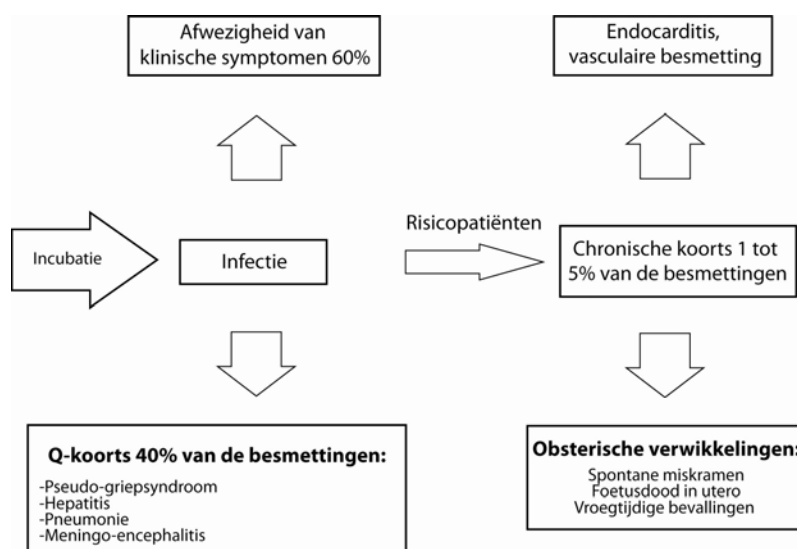 Afwezigheid van
klinische symptomen 60%
Endocarditis,
vasculaire besmetting
Incubatie
Infectie
Risicopatiënten
Chronische koorts 1 tot
5% van de besmettingen
Q-koorts 40% van de besmettingen:
-Pseudo-griepsyndroom
-Hepatitis
-Pneumonie
-Meningo-encephalitis
Obsterische verwikkelingen:
Spontane miskramen
Foetusdood in utero
Vroegtijdige bevallingen